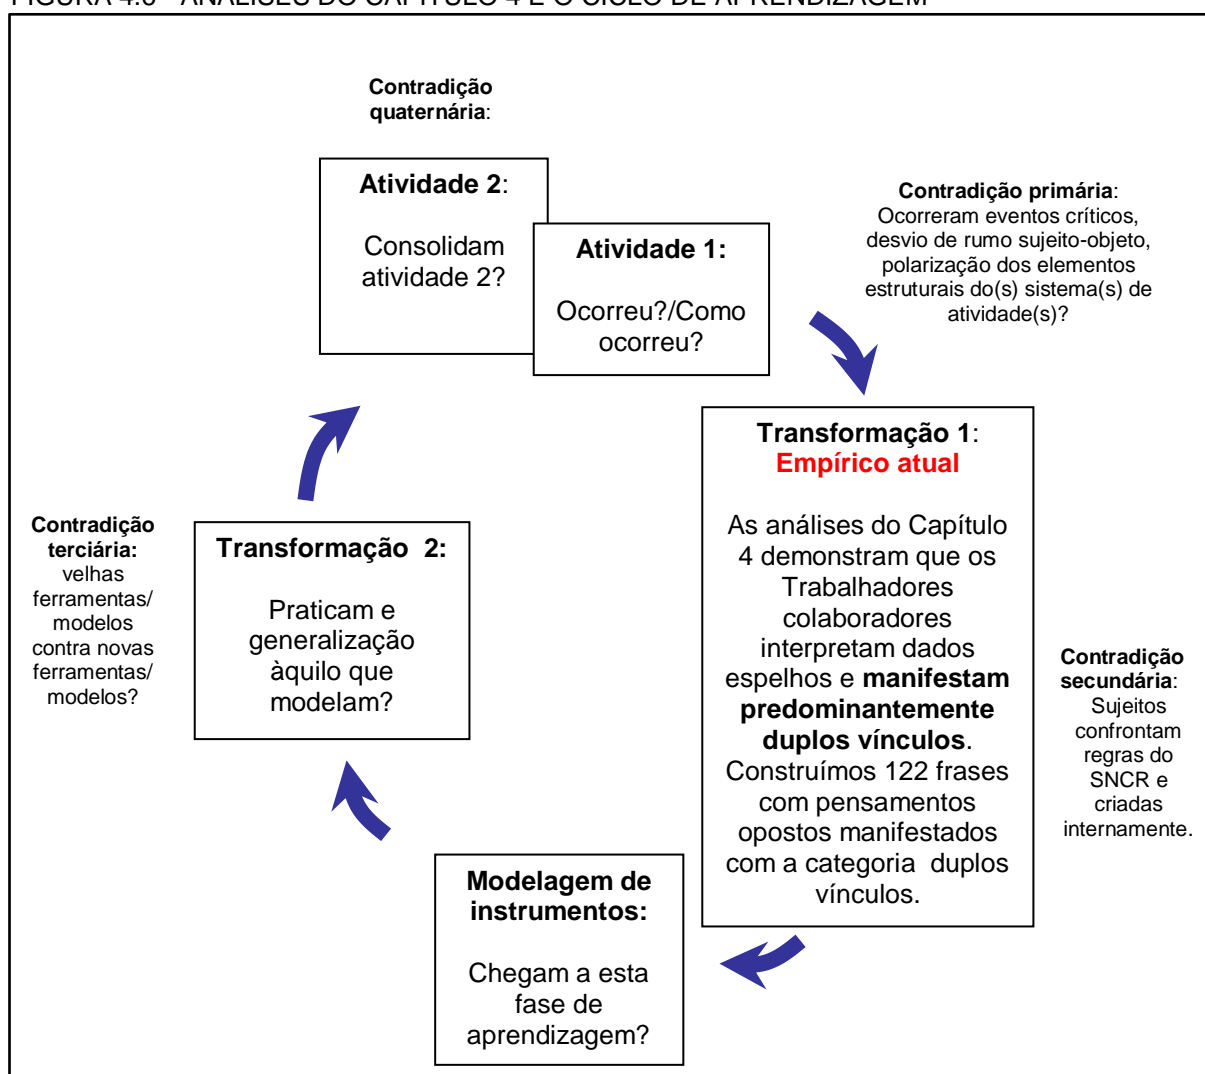 Contradição
quaternária:
Atividade 2:
Consolidam
atividade 2?
Atividade 1:
Ocorreu?/Como
ocorreu?
Contradição primária:
Ocorreram eventos críticos,
desvio de rumo sujeito-objeto,
polarização dos elementos
estruturais do(s) sistema(s) de
atividade(s)?
Transformação 1:
Empírico atual
As análises do Capítulo
4 demonstram que os
Trabalhadores
colaboradores
interpretam dados
espelhos e manifestam
predominantemente
duplos vínculos.
Construímos 122 frases
com pensamentos
opostos manifestados
com a categoria duplos
vínculos.
Contradição
secundária:
Sujeitos
confrontam
regras do
SNCR e
criadas
internamente.
Modelagem de
instrumentos:
Chegam a esta
fase de
aprendizagem?
Transformação 2:
Praticam e
generalização
àquilo que
modelam?
Contradição
terciária:
velhas
ferramentas/
modelos
contra novas
ferramentas/
modelos?